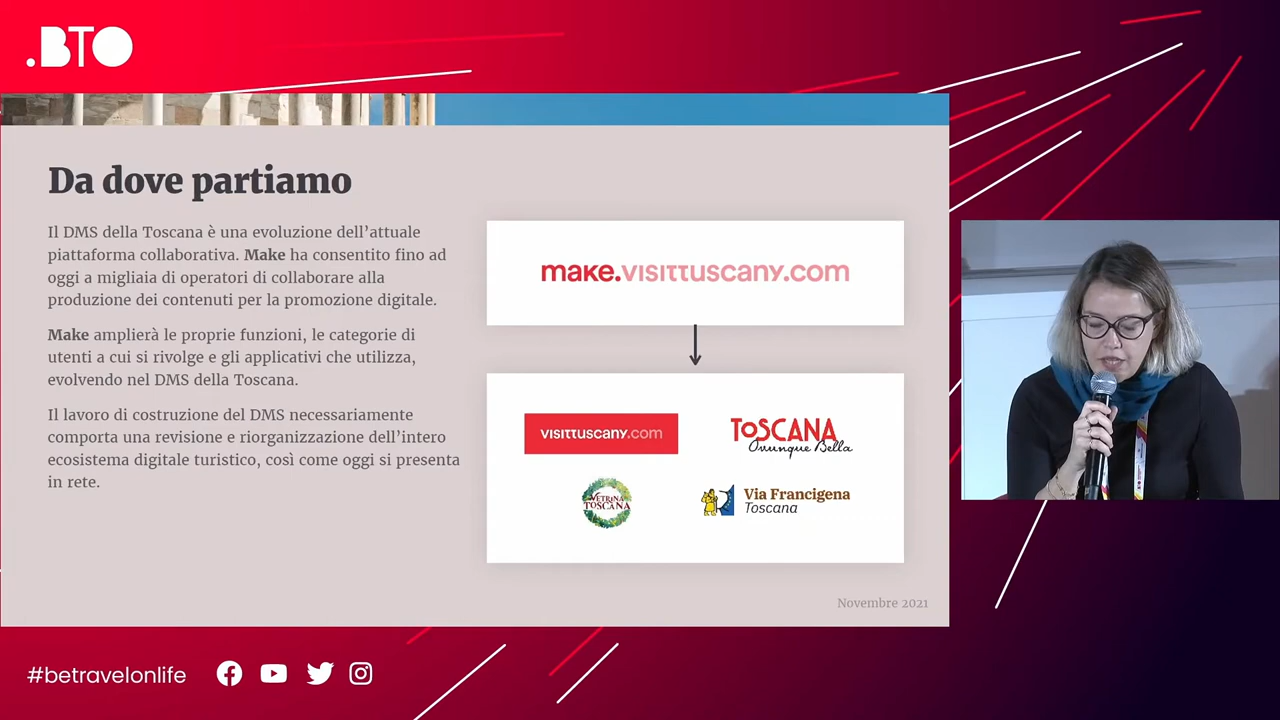 .BTO
Da dove partiamo
Il DMS della Toscana è una evoluzione dell’attuale
piattaforma collaborativa. Make ha consentito fino ad
oggi a migliaia di operatori di collaborare alla
produzione dei contenuti per la promozione digitale.
Make amplierà le proprie funzioni, le categorie di
utenti a cui si rivolge e gli applicativi che utilizza,
evolvendo nel DMS della Toscana.
Il lavoro di costruzione del DMS necessariamente
comporta una revisione e riorganizzazione dell’intero
ecosistema digitale turistico, così come oggi si presenta
in rete.
make.visittuscany.com
visittuscany.com
TOSCANA
Ovunque Bella
VETRINA
TOSCANA
Via Francigena
Toscana
Novembre 2021
#betravelonlife